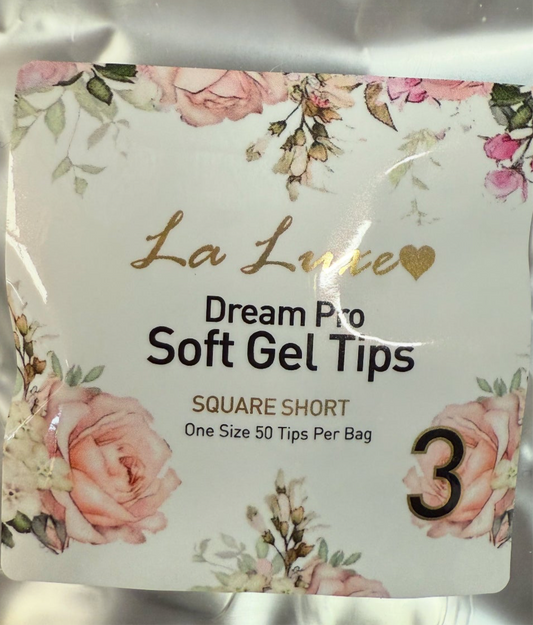 La Luxe
Dream Pro
Soft Gel Tips
SQUARE SHORT
One Size 50 Tips Per Bag
3